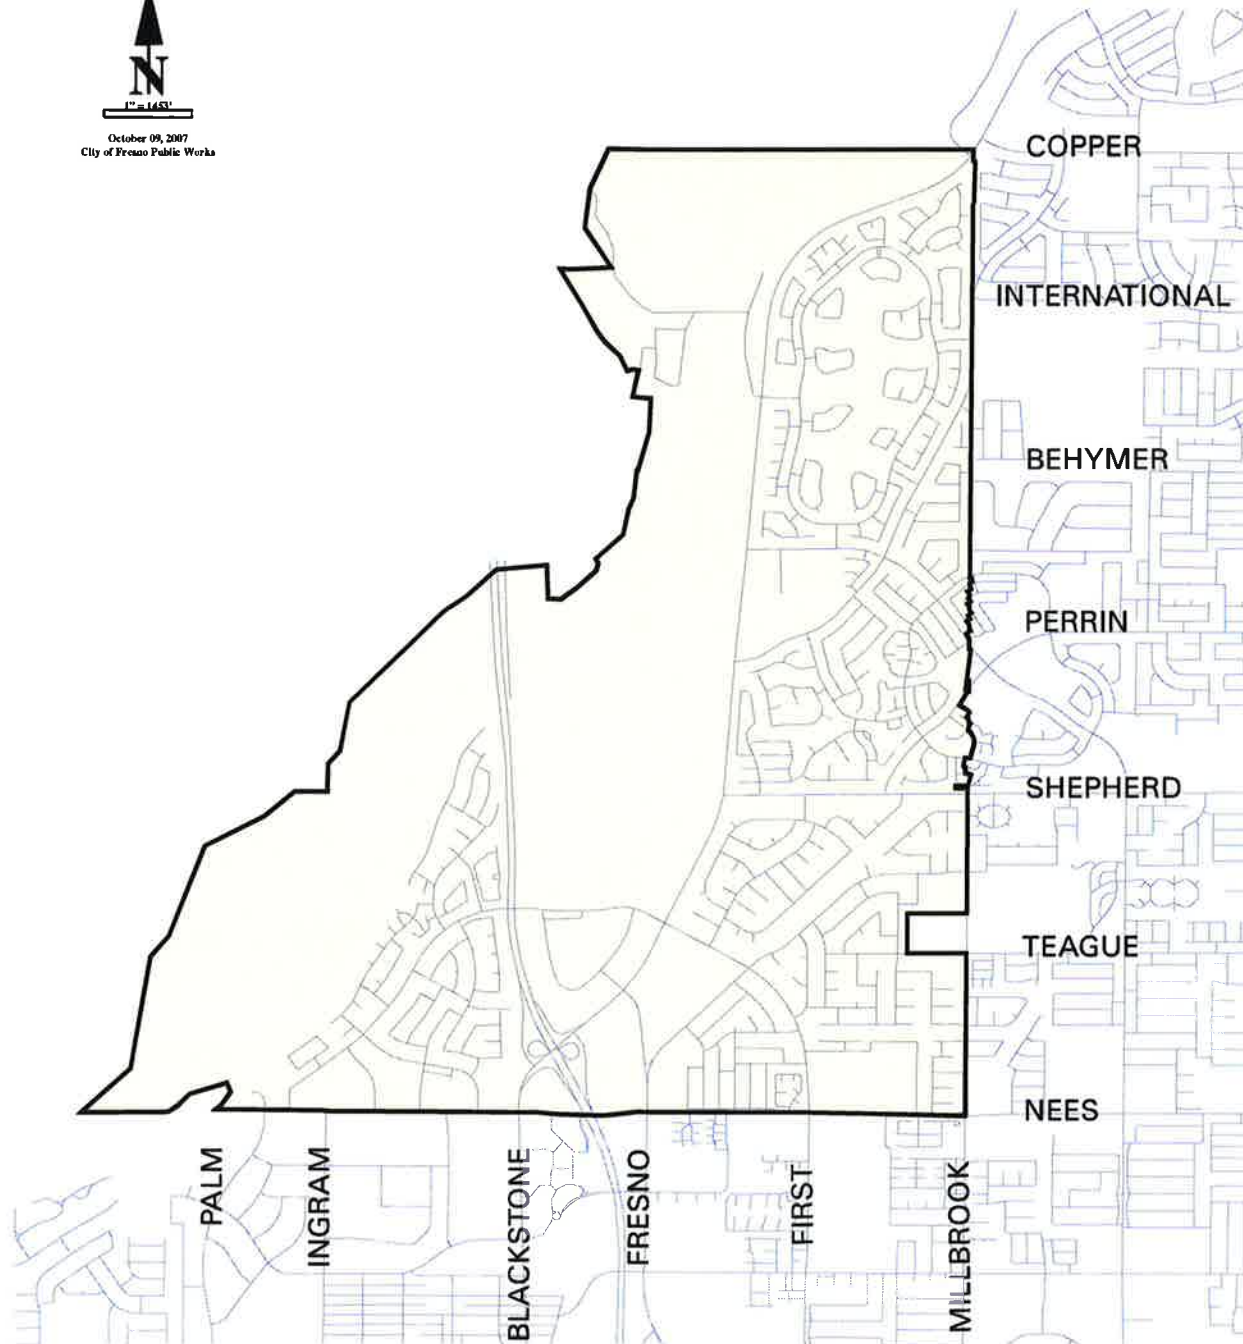 N
1" = 1453'
October 09, 2007
City of Fresno Public Works
COPPER
INTERNATIONAL
BEHYMER
PERRIN
SHEPHERD
TEAGUE
NEES
PALM
INGRAM
BLACKSTONE
FRESNO
FIRST
MILLBROOK